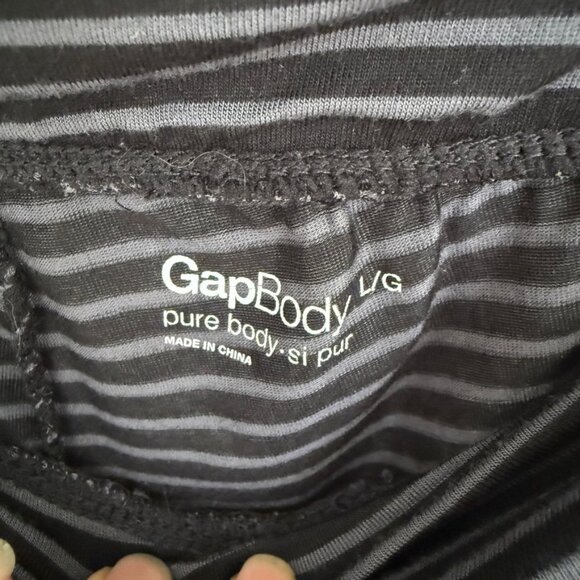 GapBody L/G
pure body•si pur
MADE IN CHINA